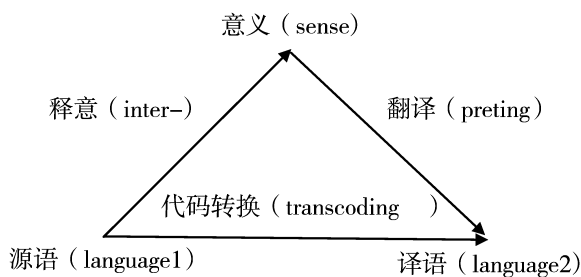 意义（sense）
释意（inter-）
翻译（preting）
代码转换（transcoding　）
源语（language1）
译语（language2）